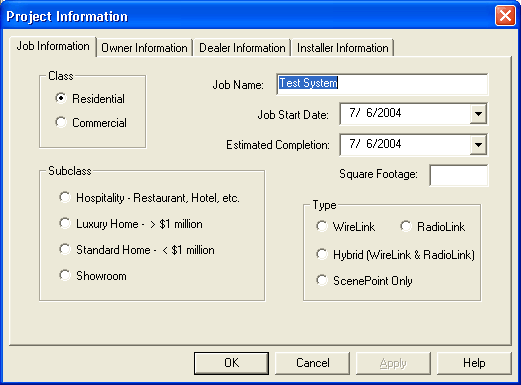 Project Information
Job Information Owner Information Dealer Information Installer Information
Class
Residential
Commercial
Job Name: Test System
Job Start Date: 7/ 6/2004
Estimated Completion: 7/ 6/2004
Square Footage:
Subclass
Hospitality - Restaurant, Hotel, etc.
Luxury Home - > $1 million
Standard Home - < $1 million
Showroom
Type
WireLink RadioLink
Hybrid (WireLink & RadioLink)
ScenePoint Only
OK Cancel Apply Help